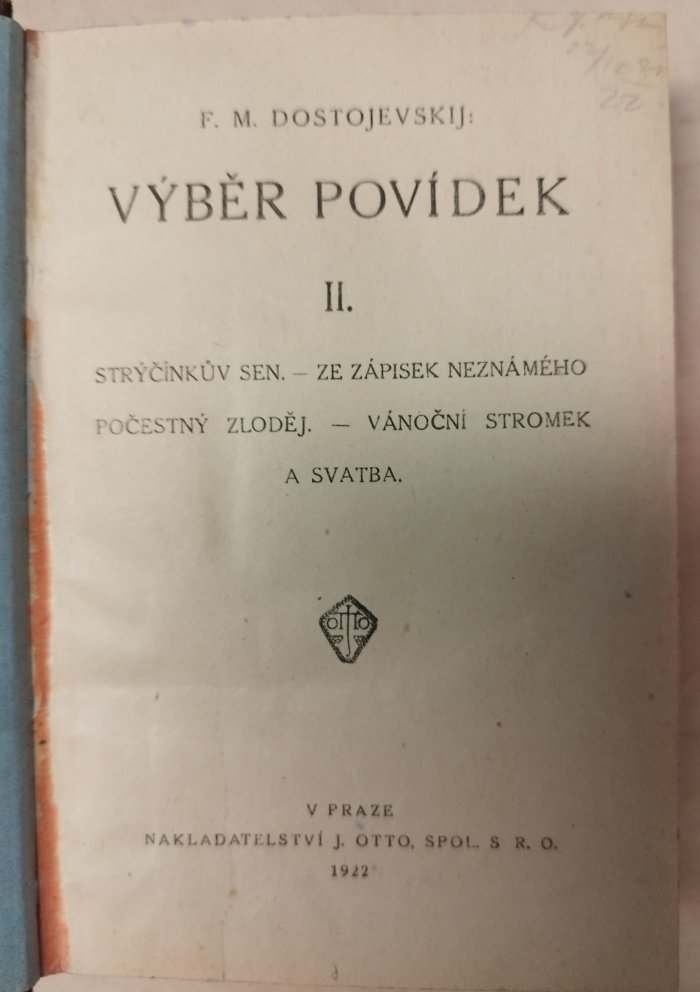 F. M. DOSTOJEVSKIJ:
VÝBĚR POVÍDEK
II.
STRÝČINKŮV SEN. — ZE ZÁPISEK NEZNÁMÉHO
POČESTNÝ ZLODĚJ. — VÁNOČNÍ STROMEK
A SVATBA.
OTTO
V PRAZE
NAKLADATELSTVÍ J. OTTO, SPOL. S R. O.
1922